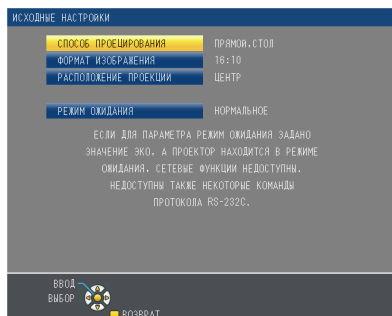 ИСХОДНЫЕ НАСТРОЙКИ
СПОСОБ ПРОЕЦИРОВАНИЯ ПРЯМОЙ.СТОЛ
ФОРМАТ ИЗОБРАЖЕНИЯ 16:10
РАСПОЛОЖЕНИЕ ПРОЕКЦИИ ЦЕНТР
РЕЖИМ ОЖИДАНИЯ НОРМАЛЬНОЕ
ЕСЛИ ДЛЯ ПАРАМЕТРА РЕЖИМ ОЖИДАНИЯ ЗАДАНО
ЗНАЧЕНИЕ ЭКО. А ПРОЕКТОР НАХОДИТСЯ В РЕЖИМЕ
ОЖИДАНИЯ. СЕТЕВЫЕ ФУНКЦИИ НЕДОСТУПНЫ.
НЕДОСТУПНЫ ТАКЖЕ НЕКОТОРЫЕ КОМАНДЫ
ПРОТОКОЛА RS-232C.
ВВОД
ВЫБОР
ВОЗВРАТ